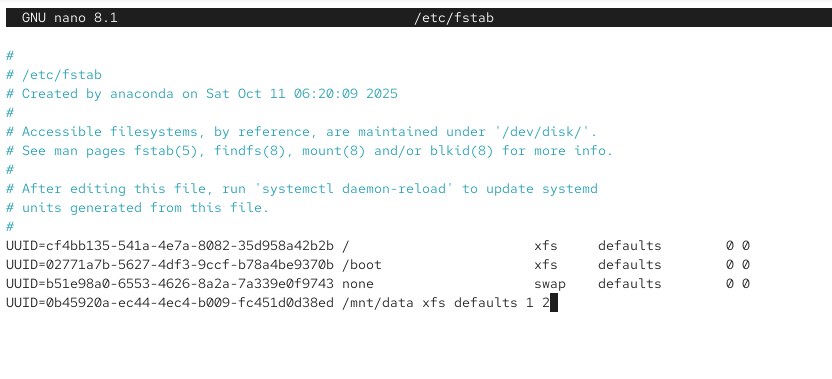 GNU nano 8.1 /etc/fstab
#
# /etc/fstab
# Created by anaconda on Sat Oct 11 06:20:09 2025
#
# Accessible filesystems, by reference, are maintained under '/dev/disk/'.
# See man pages fstab(5), findfs(8), mount(8) and/or blkid(8) for more info.
#
# After editing this file, run 'systemctl daemon-reload' to update systemd
# units generated from this file.
#
UUID=cf4bb135-541a-4e7a-8082-35d958a42b2b / xfs defaults 0 0
UUID=02771a7b-5627-4df3-9ccf-b78a4be9370b /boot xfs defaults 0 0
UUID=b51e98a0-6553-4626-8a2a-7a339e0f9743 none swap defaults 0 0
UUID=0b45920a-ec44-4ec4-b009-fc451d0d38ed /mnt/data xfs defaults 1 2